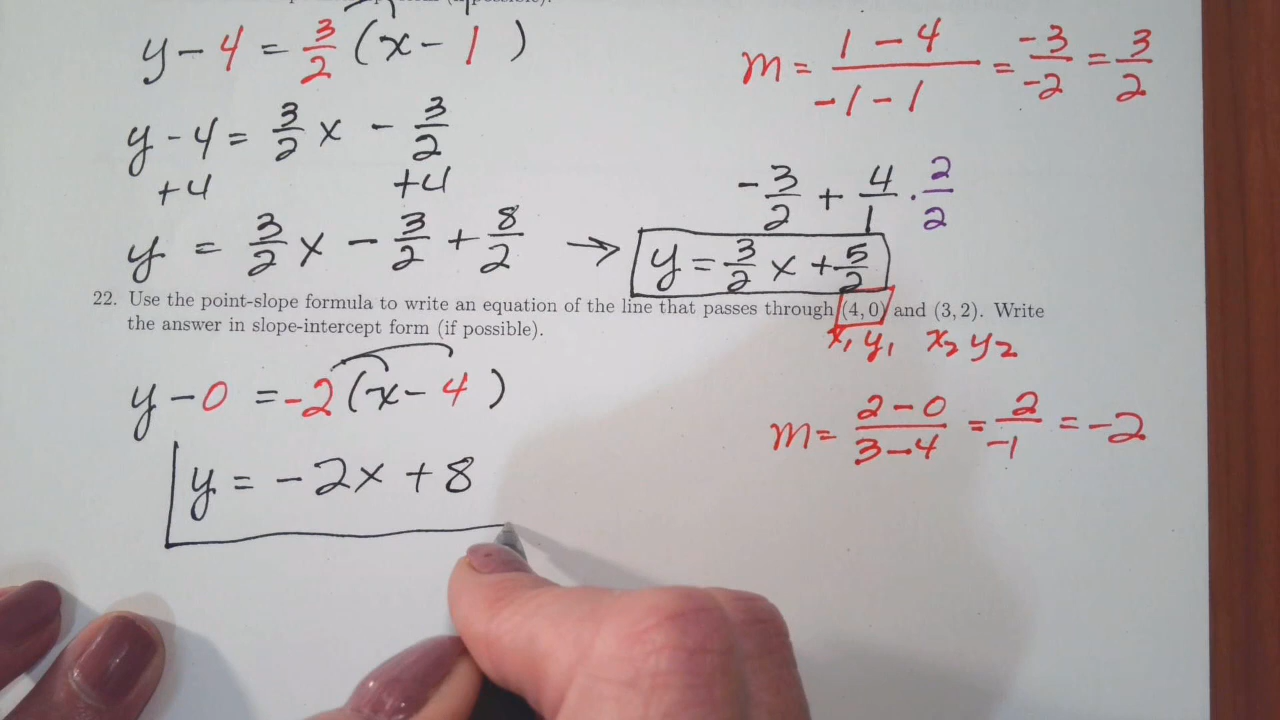 y - 4 = 3/2 (x - 1)
m = (1 - 4)/(-1 - 1) = -3/-2 = 3/2
y - 4 = 3/2 x - 3/2
+4 +4
-3/2 + 4/1 · 2/2
y = 3/2 x - 3/2 + 8/2 → y = 3/2 x + 5/2
22. Use the point-slope formula to write an equation of the line that passes through (4, 0) and (3, 2). Write
the answer in slope-intercept form (if possible).
x₁ y₁ x₂ y₂
y - 0 = -2(x - 4)
m = (2 - 0)/(3 - 4) = 2/-1 = -2
y = -2x + 8